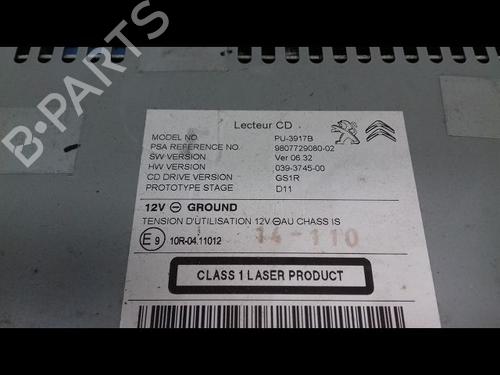 Lecteur CD
MODEL NO. PU-3917B
PSA REFERENCE NO. 9807729080-02
SW VERSION Ver 06.32
HW VERSION 039-3745-00
CD DRIVE VERSION GS1R
PROTOTYPE STAGE D11
12V ⊖ GROUND
TENSION D'UTILISATION 12V ⊖AU CHASS IS
E9 10R-04.11012 14-110
CLASS 1 LASER PRODUCT